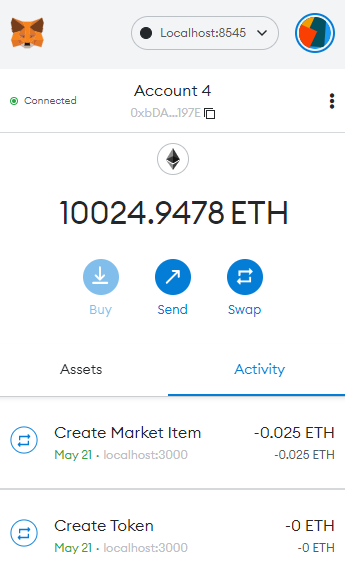 Localhost:8545
Connected
Account 4
0xbDA...197E
10024.9478 ETH
Buy
Send
Swap
Assets
Activity
Create Market Item
-0.025 ETH
May 21 · localhost:3000
-0.025 ETH
Create Token
-0 ETH
May 21 · localhost:3000
-0 ETH